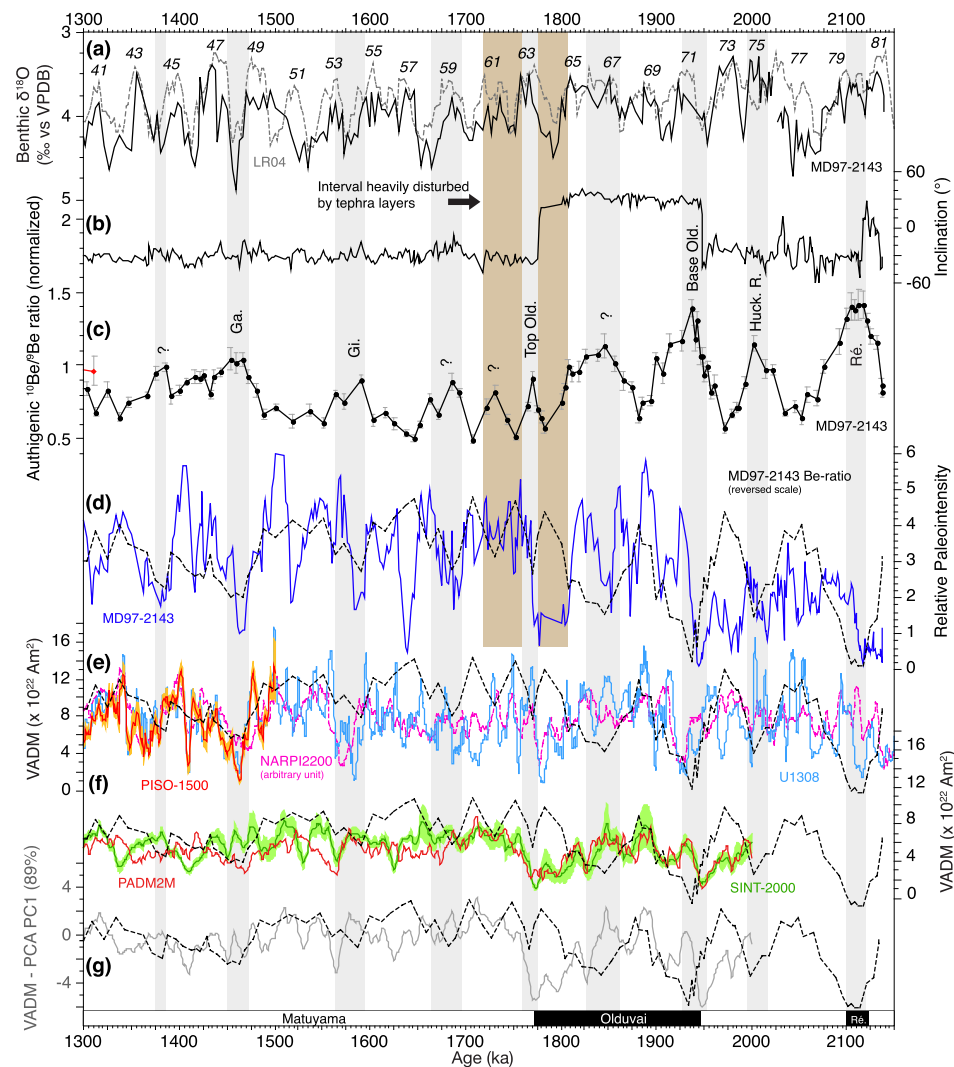 1300 1400 1500 1600 1700 1800 1900 2000 2100
3
(a)
41 43 45 47 49 51 53 55 57 59 61 63 65 67 69 71 73 75 77 79 81
Benthic δ18O
(‰ vs VPDB)
4
5
LR04
MD97-2143
Interval heavily disturbed
by tephra layers
(b)
60
30
0
-30
-60
Inclination (°)
Authigenic 10Be/9Be ratio (normalized)
2
1.5
1
0.5
(c)
?
Ga.
Gi.
?
?
Top Old.
?
Base Old.
Huck. R.
Ré.
MD97-2143
(d)
MD97-2143 Be-ratio
(reversed scale)
MD97-2143
6
5
4
3
2
1
0
Relative Paleointensity
(e)
VADM (x 10²² Am²)
16
12
8
4
0
NARPI2200
(arbitrary unit)
PISO-1500
U1308
(f)
16
12
8
4
0
VADM (x 10²² Am²)
PADM2M
SINT-2000
VADM - PCA PC1 (89%)
4
0
-4
(g)
Matuyama Olduvai Ré.
1300 1400 1500 1600 1700 1800 1900 2000 2100
Age (ka)